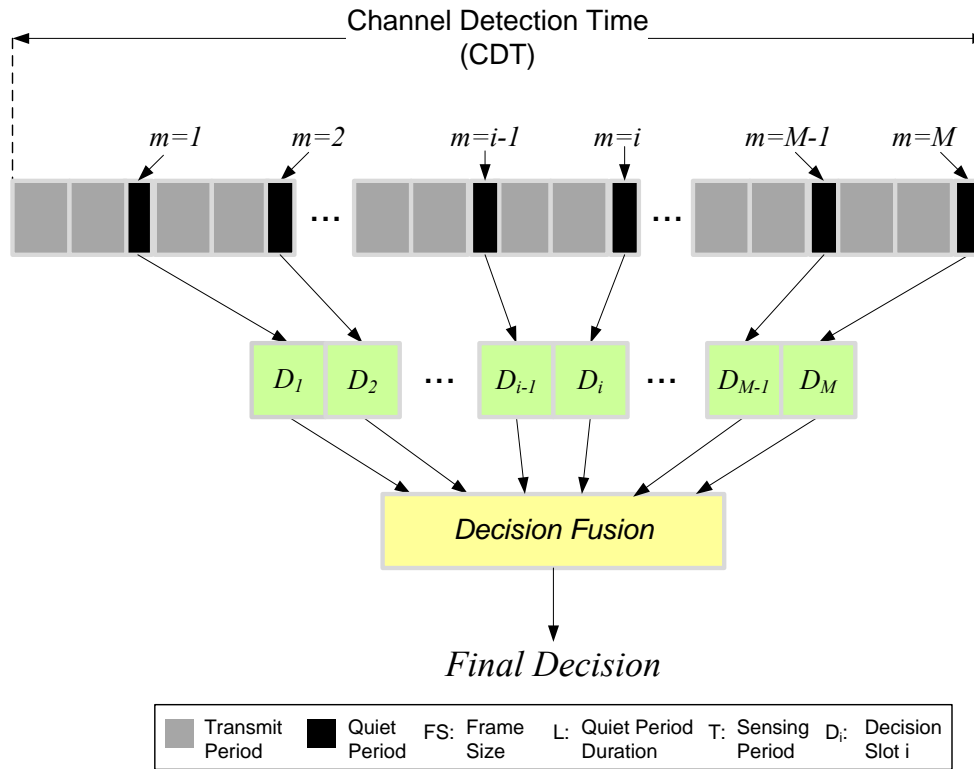 Channel Detection Time
(CDT)
m=1 m=2 m=i-1 m=i m=M-1 m=M
... ...
D1 D2 ... Di-1 Di ... DM-1 DM
Decision Fusion
Final Decision
Transmit Period
Quiet Period
FS: Frame Size
L: Quiet Period Duration
T: Sensing Period
Di: Decision Slot i